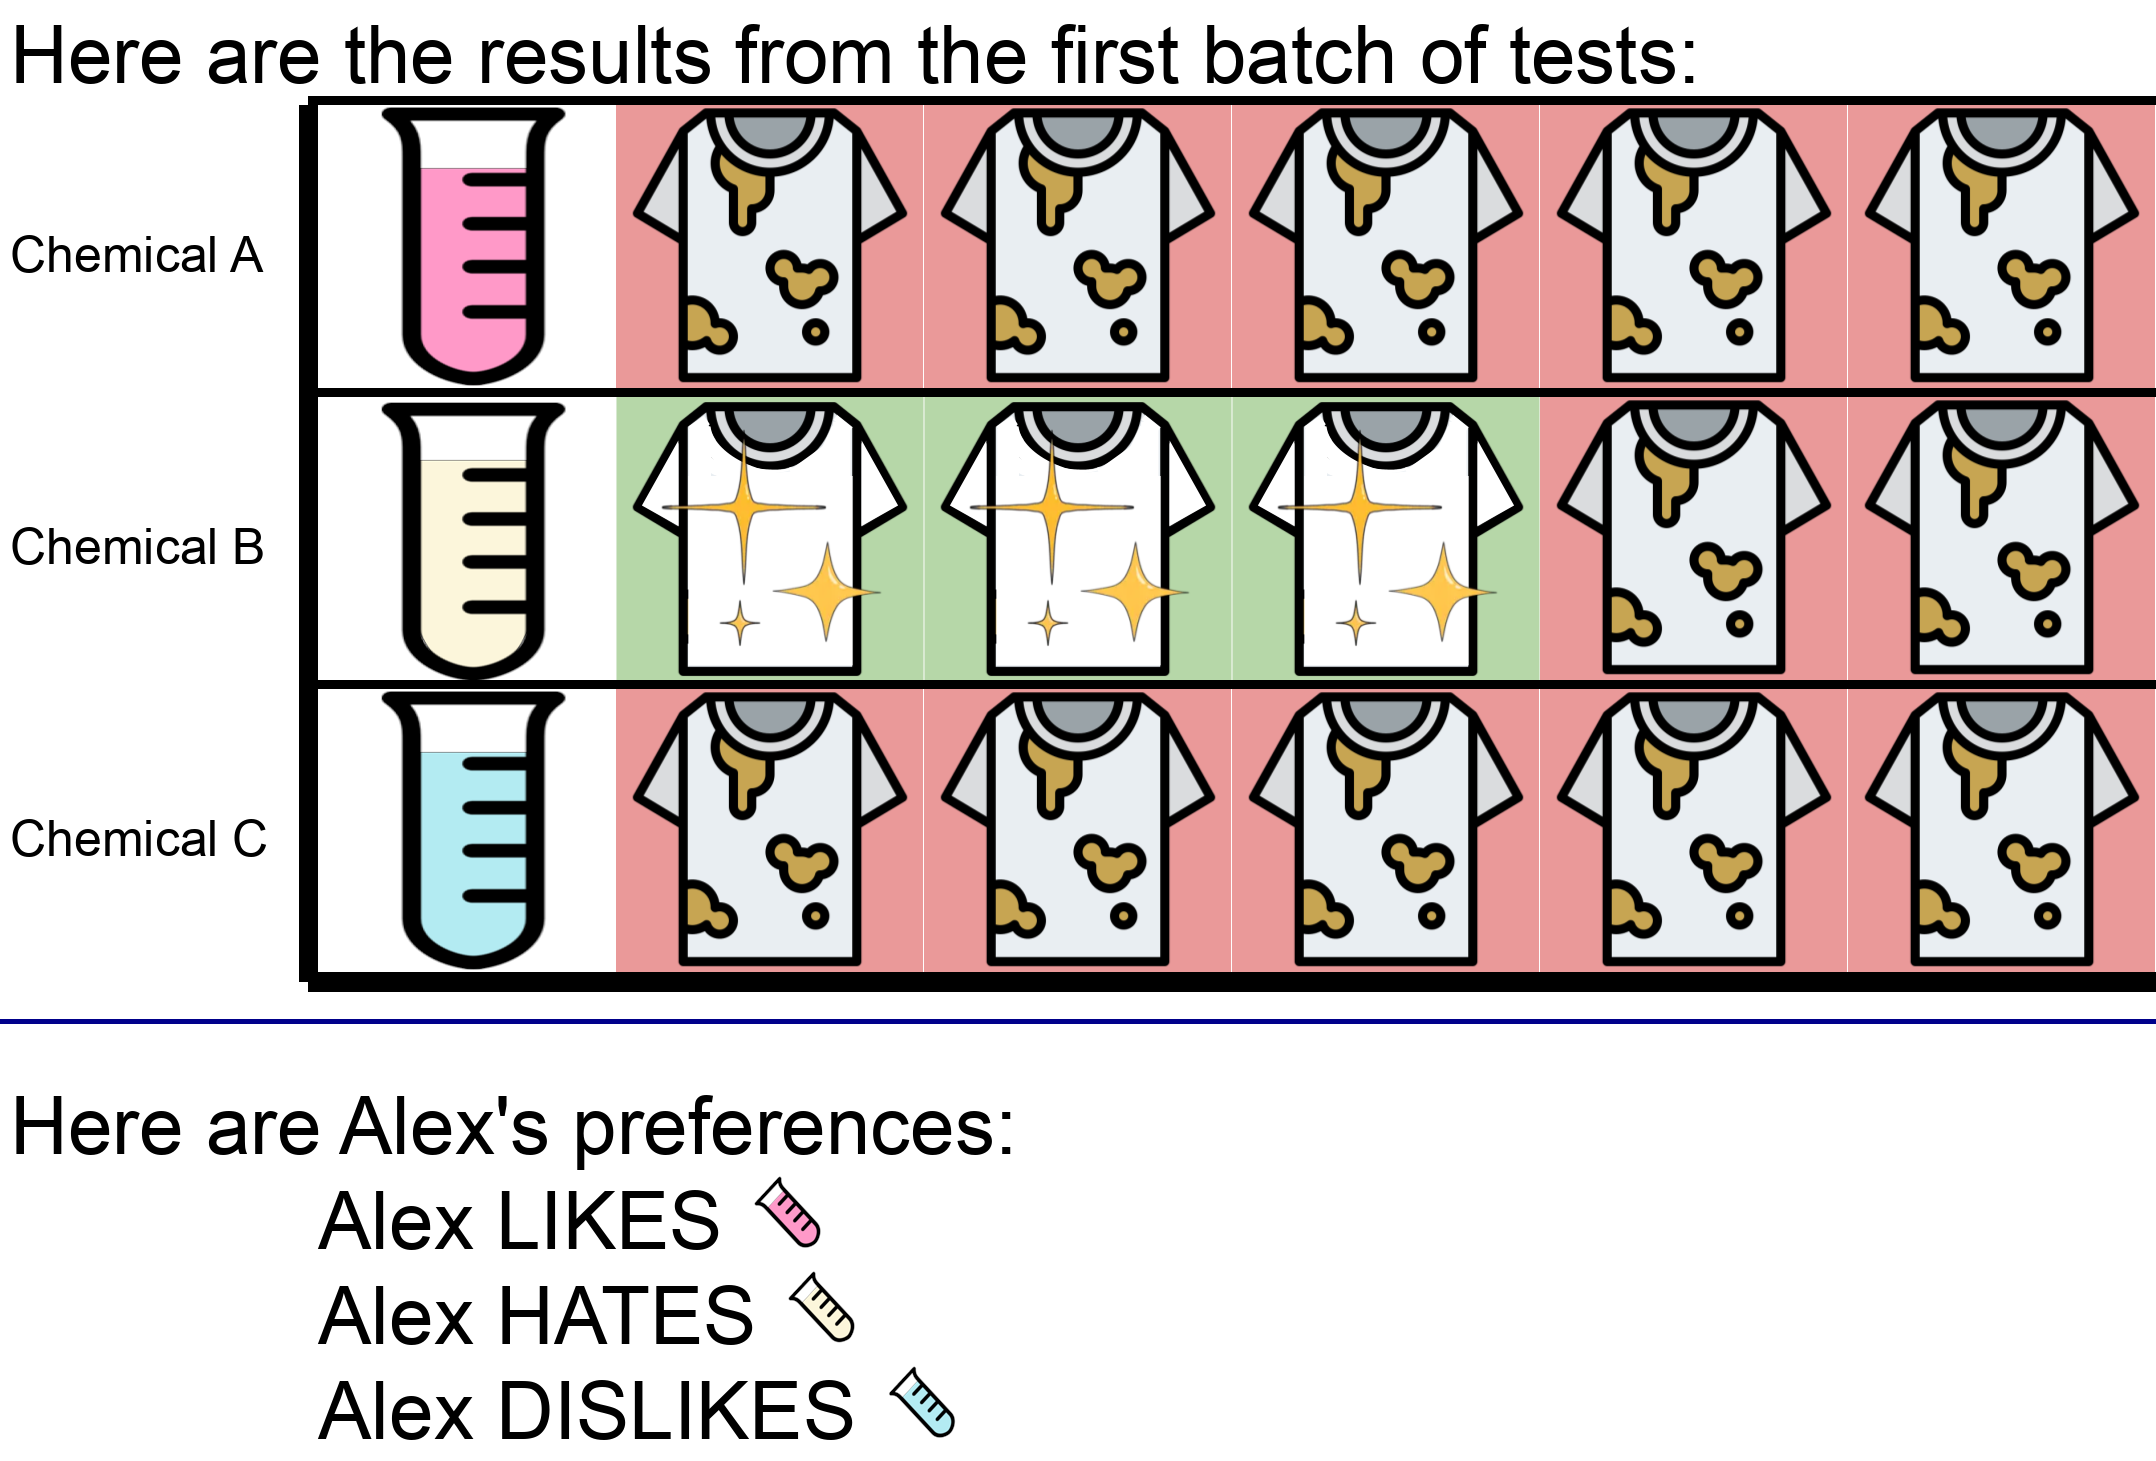 Here are the results from the first batch of tests:
Chemical A
Chemical B
Chemical C
Here are Alex's preferences:
Alex LIKES
Alex HATES
Alex DISLIKES